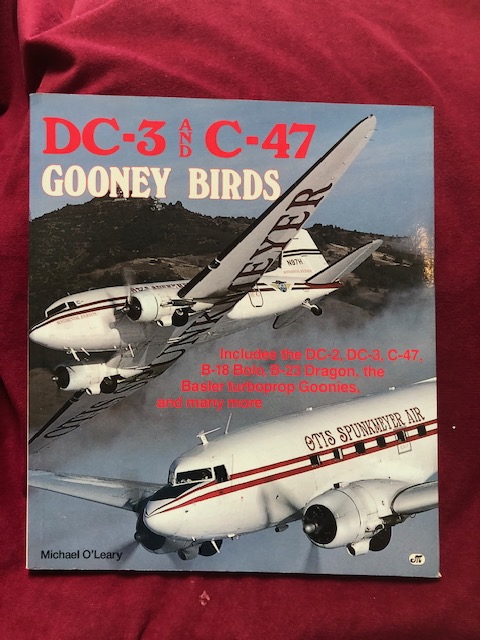 DC-3 AND C-47
GOONEY BIRDS
N97H
Includes the DC-2, DC-3, C-47,
B-18 Bolo, B-23 Dragon, the
Basler turboprop Goonies,
and many more
OTIS SPUNKMEYER AIR
Michael O'Leary